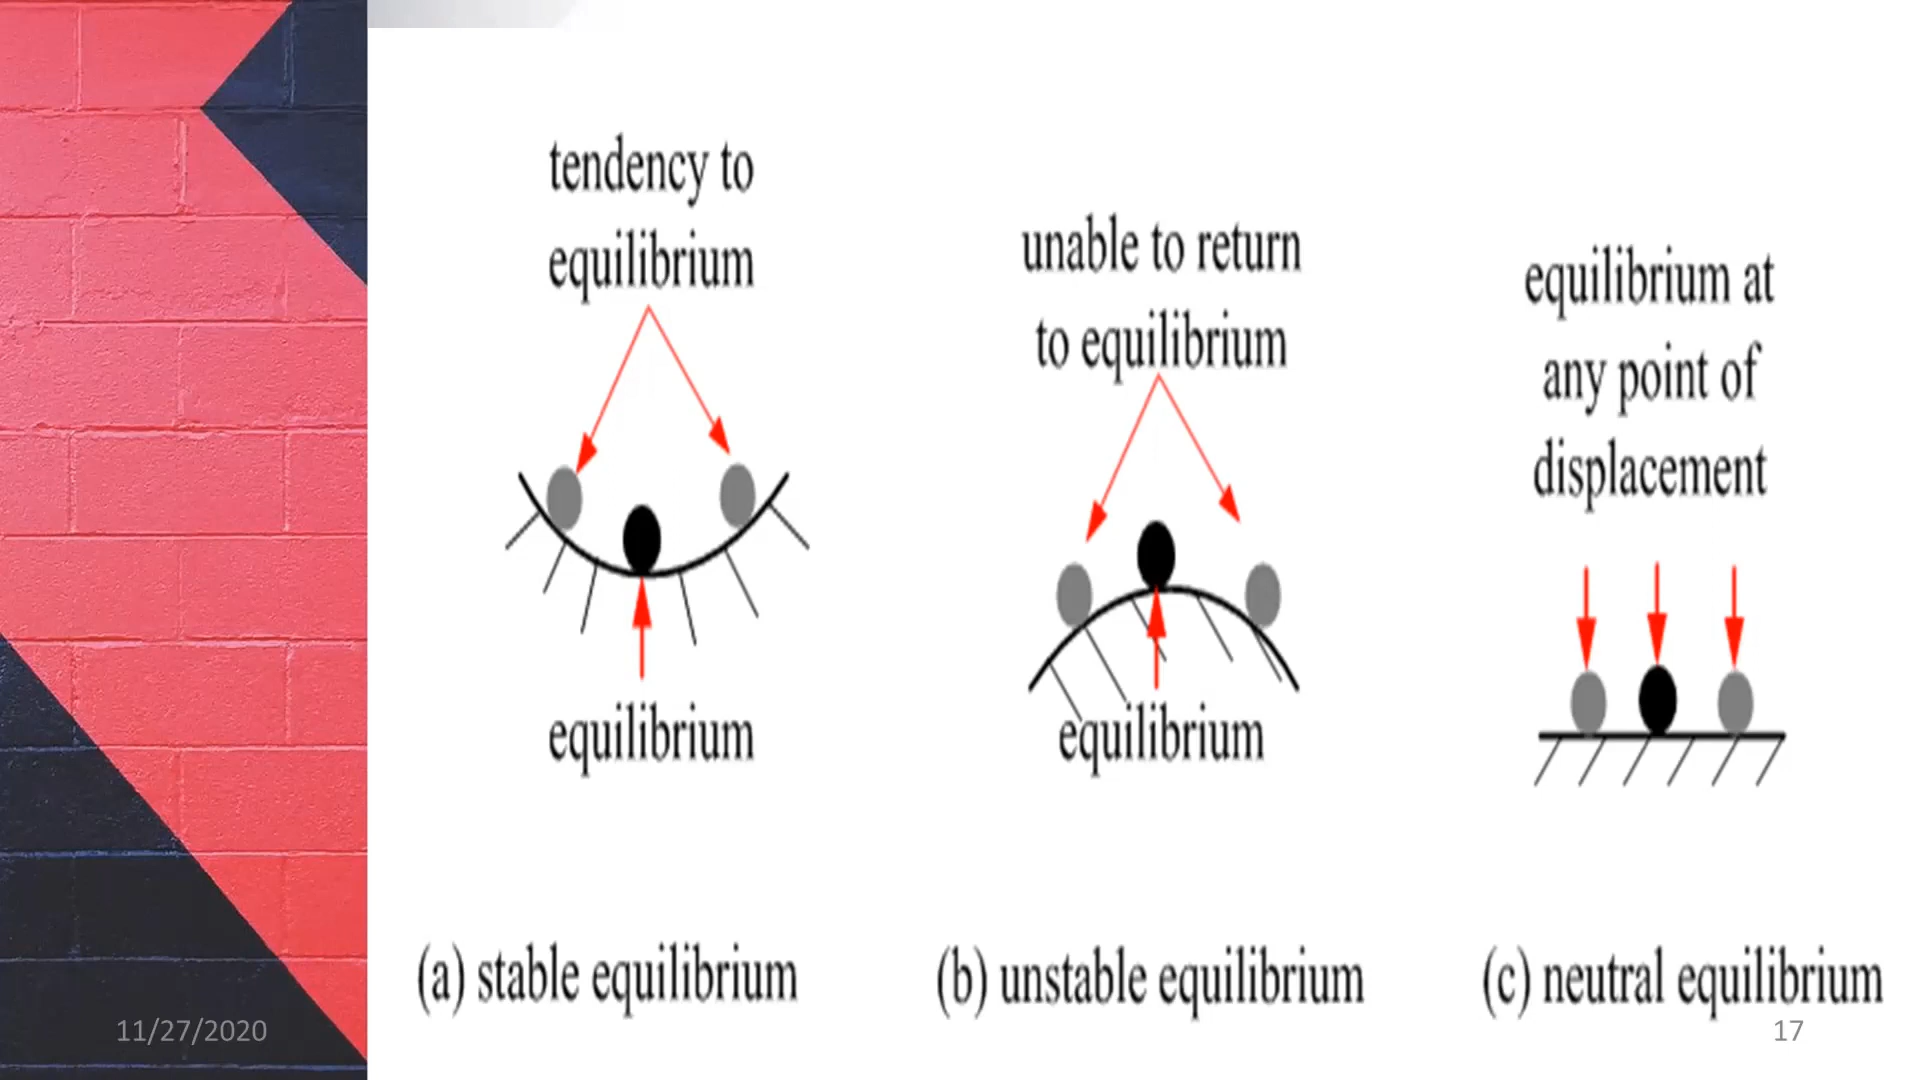 tendency to
equilibrium
equilibrium
(a) stable equilibrium
unable to return
to equilibrium
equilibrium
(b) unstable equilibrium
equilibrium at
any point of
displacement
(c) neutral equilibrium
11/27/2020
17